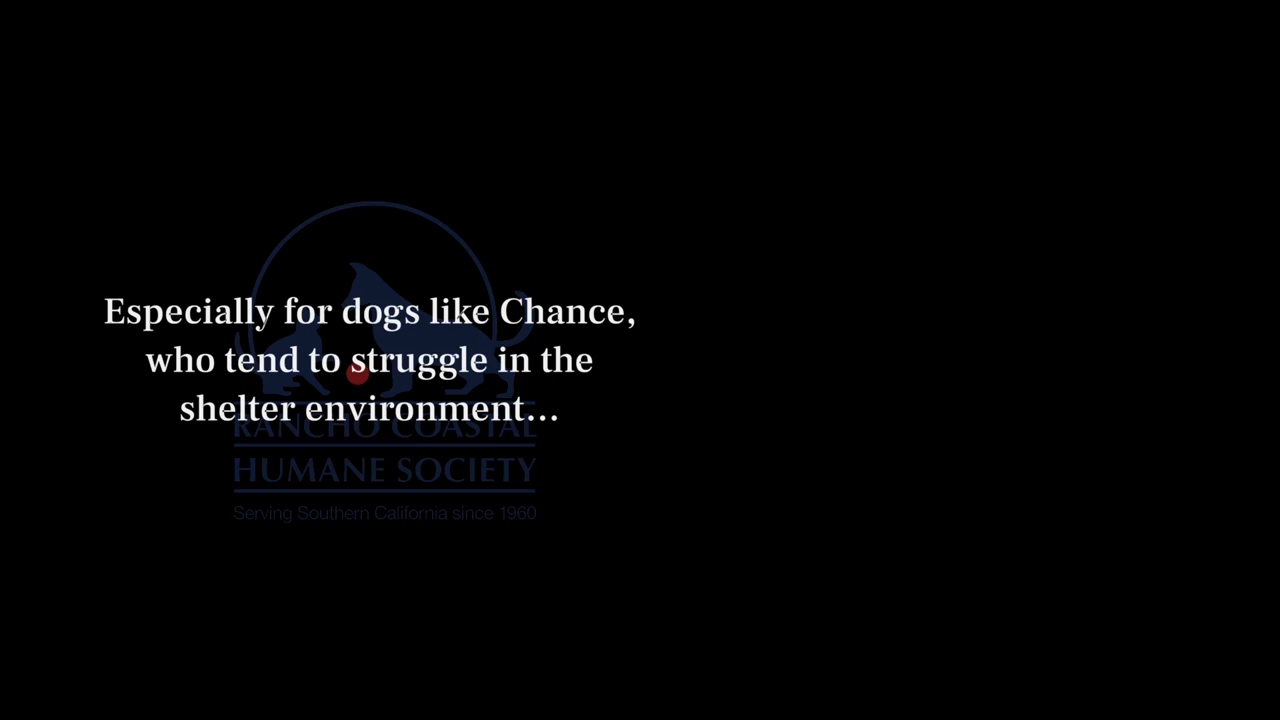 Especially for dogs like Chance,
who tend to struggle in the
shelter environment...
RANCHO COASTAL
HUMANE SOCIETY
Serving Southern California since 1960